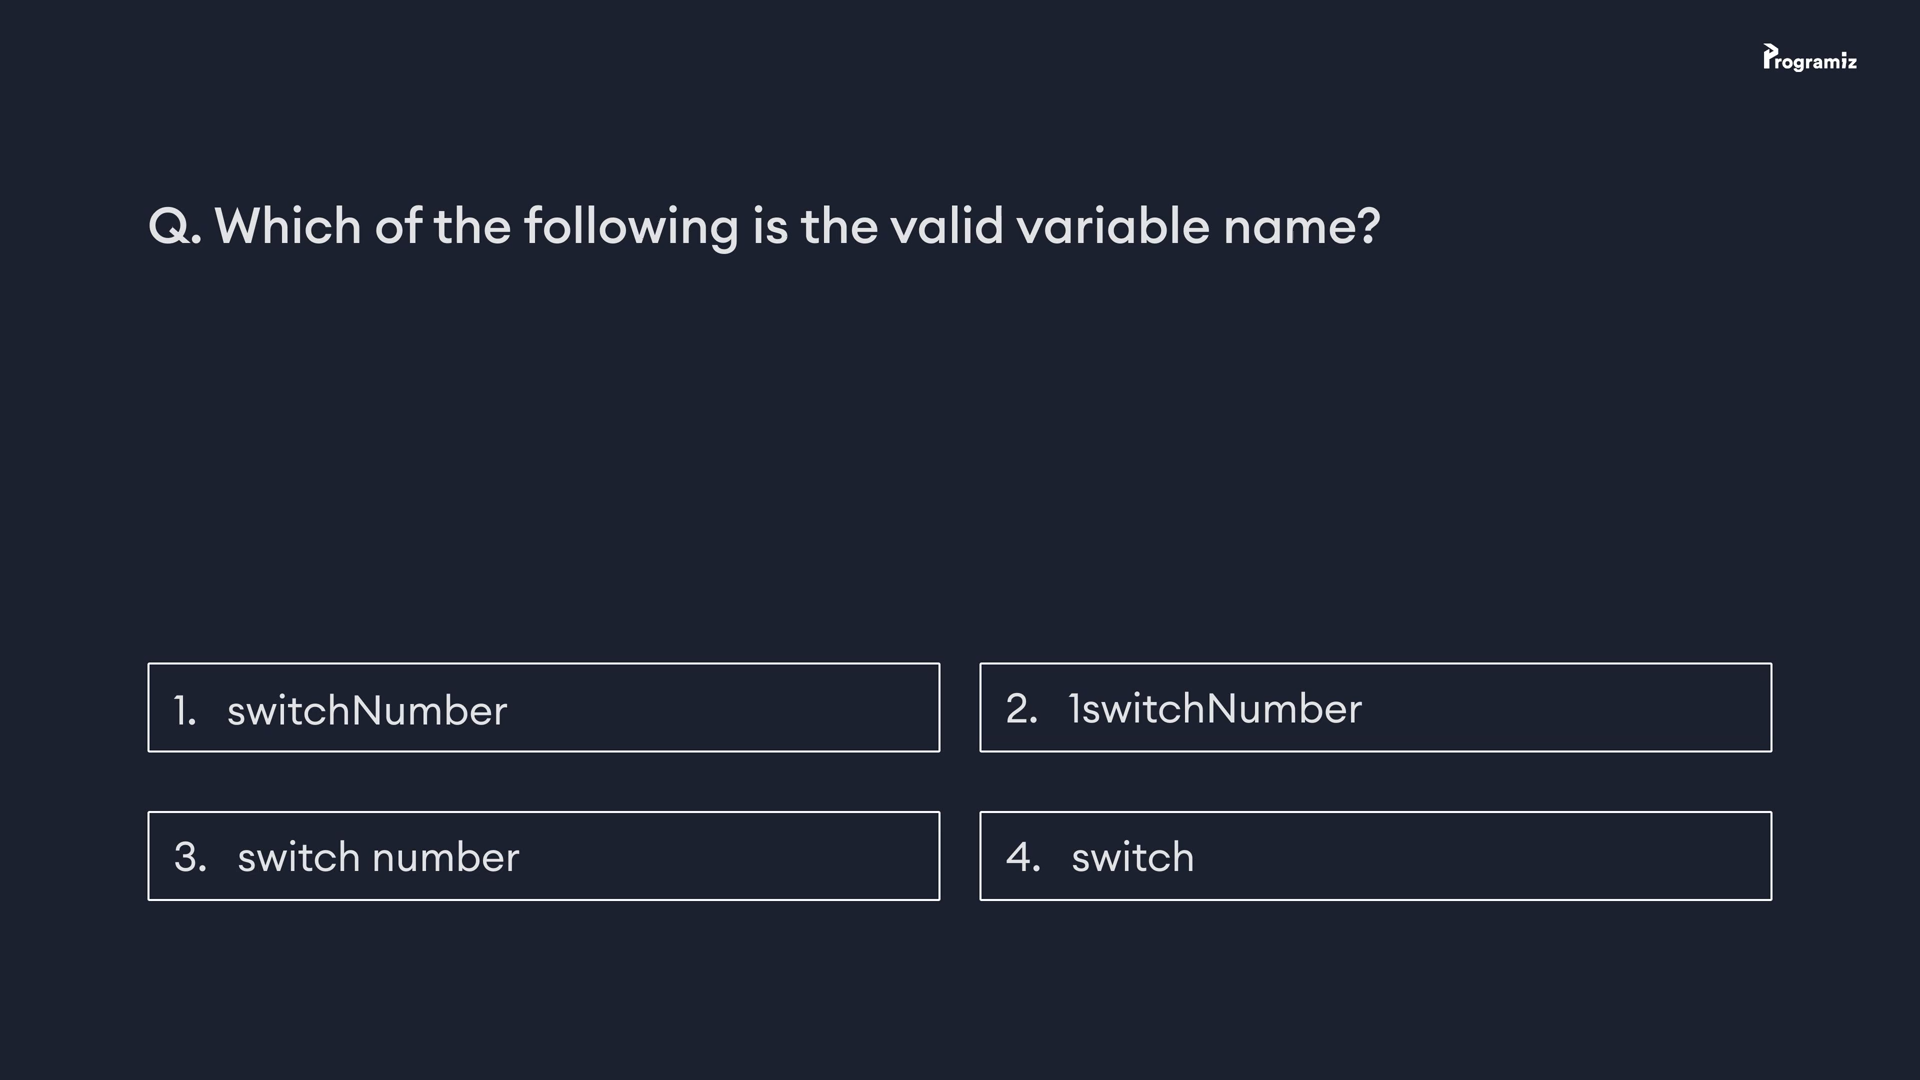 Programiz
Q. Which of the following is the valid variable name?
1. switchNumber
2. 1switchNumber
3. switch number
4. switch